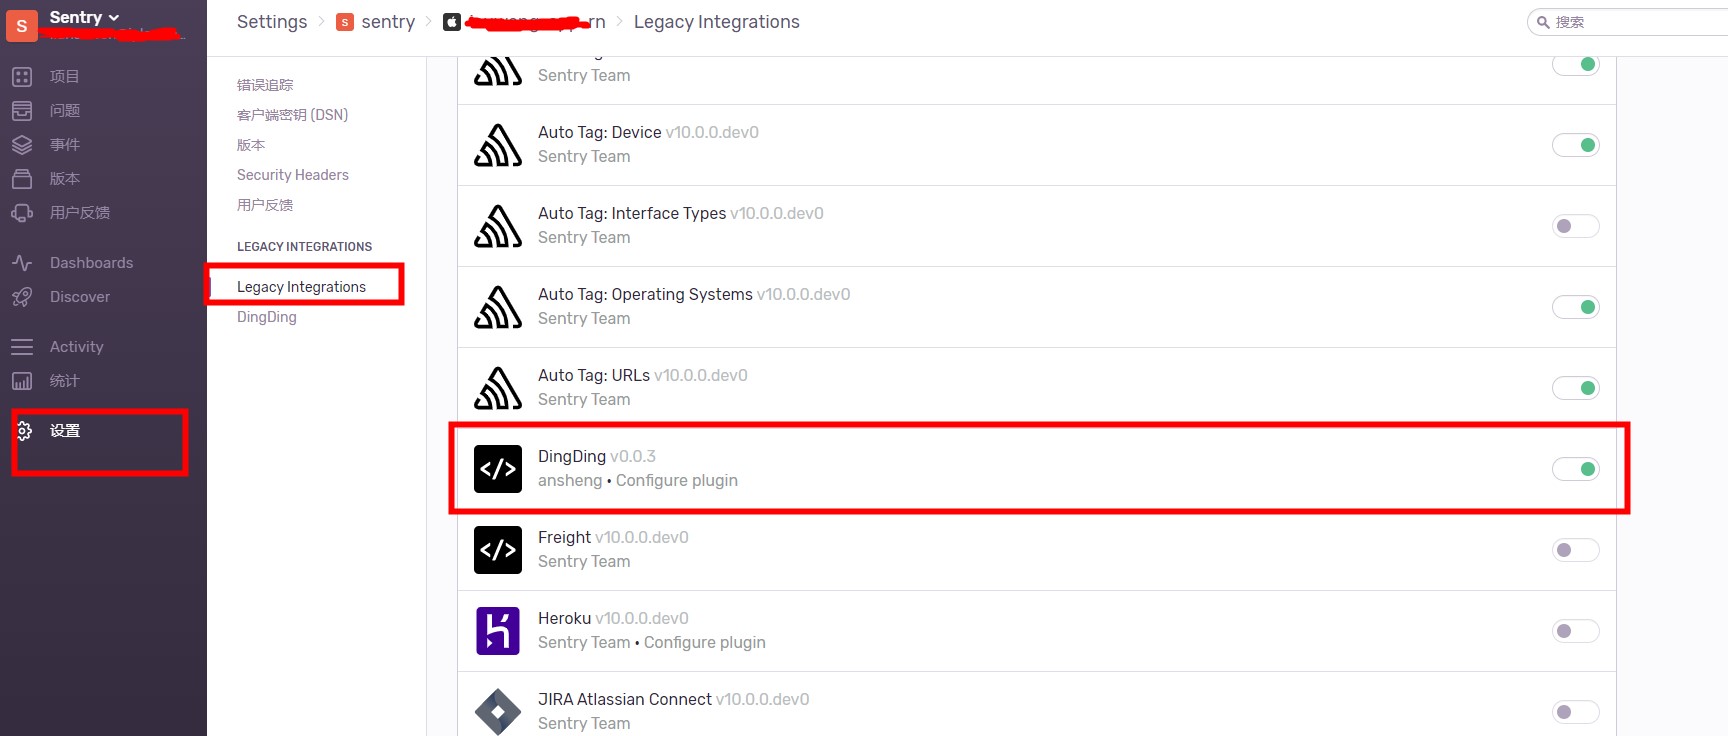 S
Sentry
项目
问题
事件
版本
用户反馈
Dashboards
Discover
Activity
统计
设置
Settings
S
sentry
rn
Legacy Integrations
搜索
错误追踪
客户端密钥 (DSN)
版本
Security Headers
用户反馈
LEGACY INTEGRATIONS
Legacy Integrations
DingDing
Sentry Team
Auto Tag: Device v10.0.0.dev0
Sentry Team
Auto Tag: Interface Types v10.0.0.dev0
Sentry Team
Auto Tag: Operating Systems v10.0.0.dev0
Sentry Team
Auto Tag: URLs v10.0.0.dev0
Sentry Team
</>
DingDing v0.0.3
ansheng • Configure plugin
</>
Freight v10.0.0.dev0
Sentry Team
Heroku v10.0.0.dev0
Sentry Team • Configure plugin
JIRA Atlassian Connect v10.0.0.dev0
Sentry Team